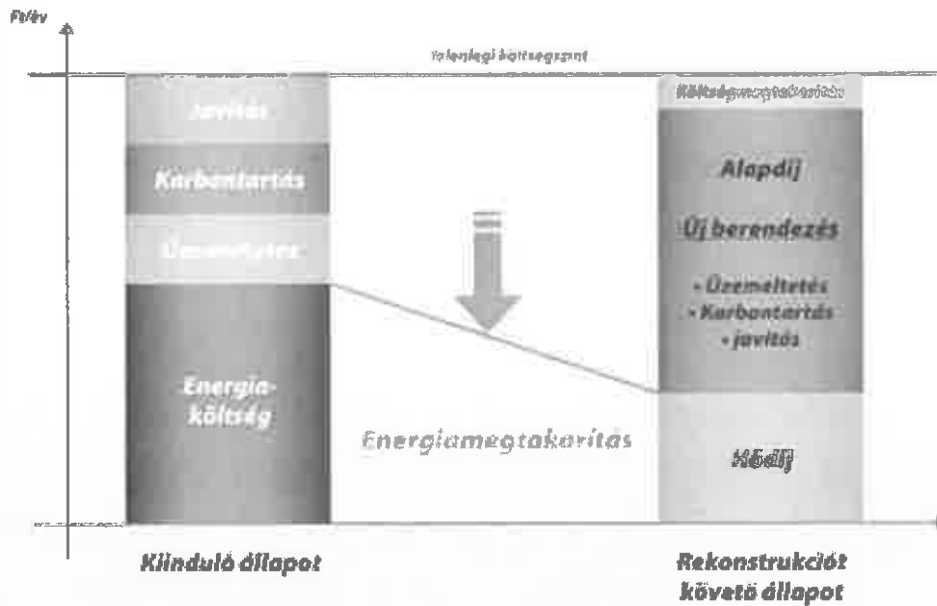 Ft/év
Jelenlegi költségszint
Javítás
Karbantartás
Üzemeltetés
Energia-
költség
Energiamegtakarítás
Költségmegtakarítás
Alapdíj
Új berendezés
• Üzemeltetés
• Karbantartás
• javítás
Hődíj
Kiinduló állapot
Rekonstrukciót
követő állapot